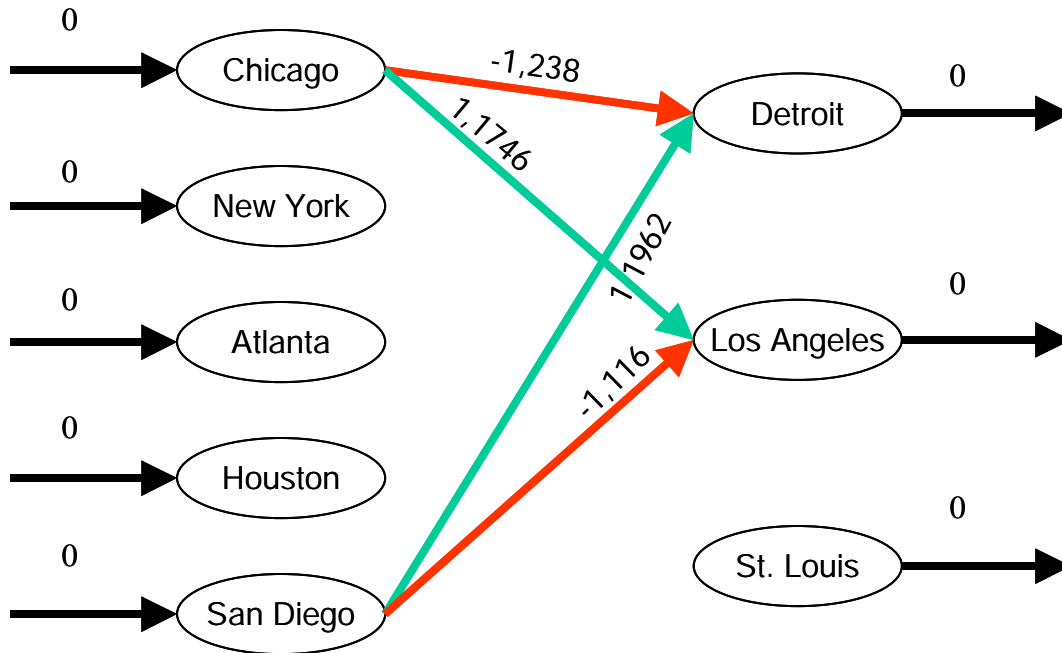 0
Chicago
-1,238
0
Detroit
1,1746
0
New York
1,1962
0
Atlanta
0
Los Angeles
-1,116
0
Houston
0
St. Louis
0
San Diego